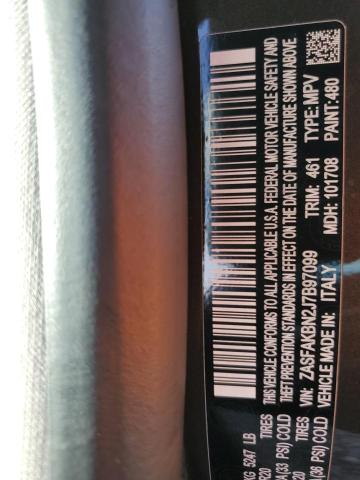 KG 5247 LB
TIRES
(33 PSI) COLD
TIRES
(36 PSI) COLD
THIS VEHICLE CONFORMS TO ALL APPLICABLE U.S.A. FEDERAL MOTOR VEHICLE SAFETY AND
THEFT PREVENTION STANDARDS IN EFFECT ON THE DATE OF MANUFACTURE SHOWN ABOVE.
VIN: ZASFAKBN2J7B97099 TRIM: 461 TYPE: MPV
VEHICLE MADE IN: ITALY MDH: 101708 PAINT: 480